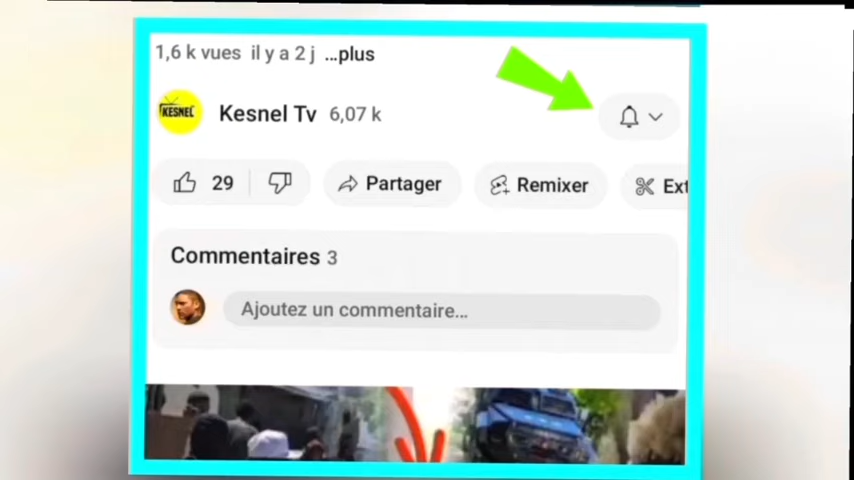 1,6 k vues il y a 2 j ...plus
KESNEL
Kesnel Tv 6,07 k
29 Partager Remixer Ext
Commentaires 3
Ajoutez un commentaire...